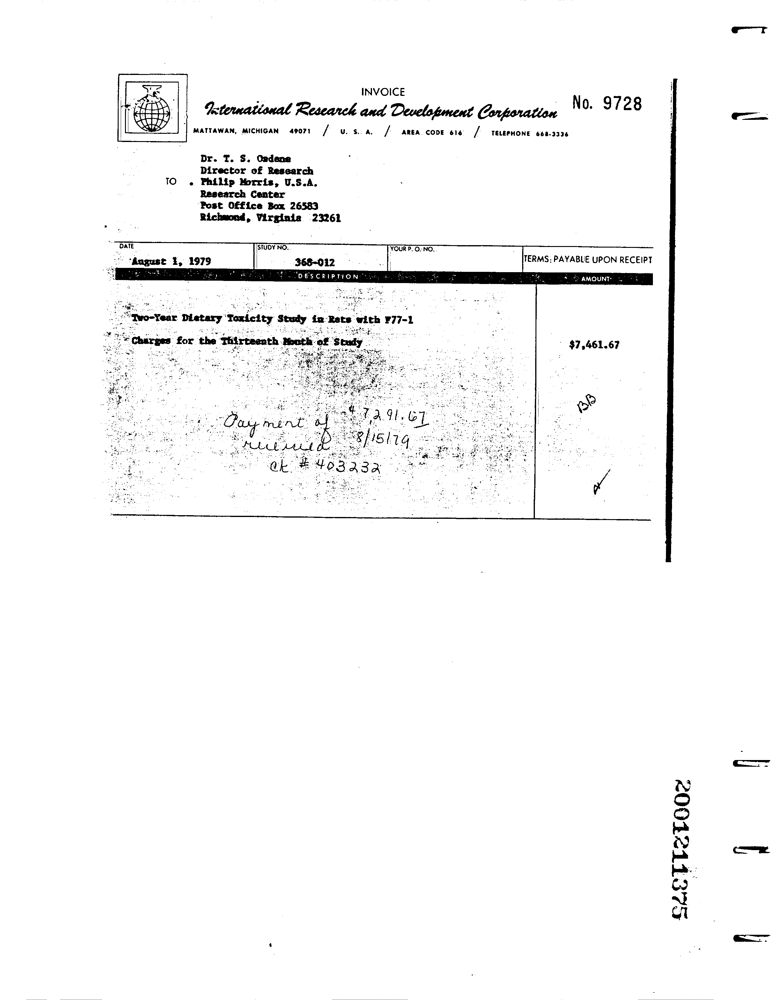 INVOICE
International Research and Development Corporation
No. 9728
MATTAWAN, MICHIGAN 49071 / U. S. A. / AREA CODE 616 / TELEPHONE 668-3336
Dr. T. S. Osdene
Director of Research
TO Philip Morris, U.S.A.
Research Center
Post Office Box 26583
Richmond, Virginia 23261
DATE STUDY NO. YOUR P. O. NO. TERMS: PAYABLE UPON RECEIPT
August 1, 1979 368-012
DESCRIPTION AMOUNT
Two-Year Dietary Toxicity Study in Rats with F77-1
Charges for the Thirteenth Month of Study $7,461.67
Payment of $7,291.67
received 8/15/79
ck # 403232
2001211375